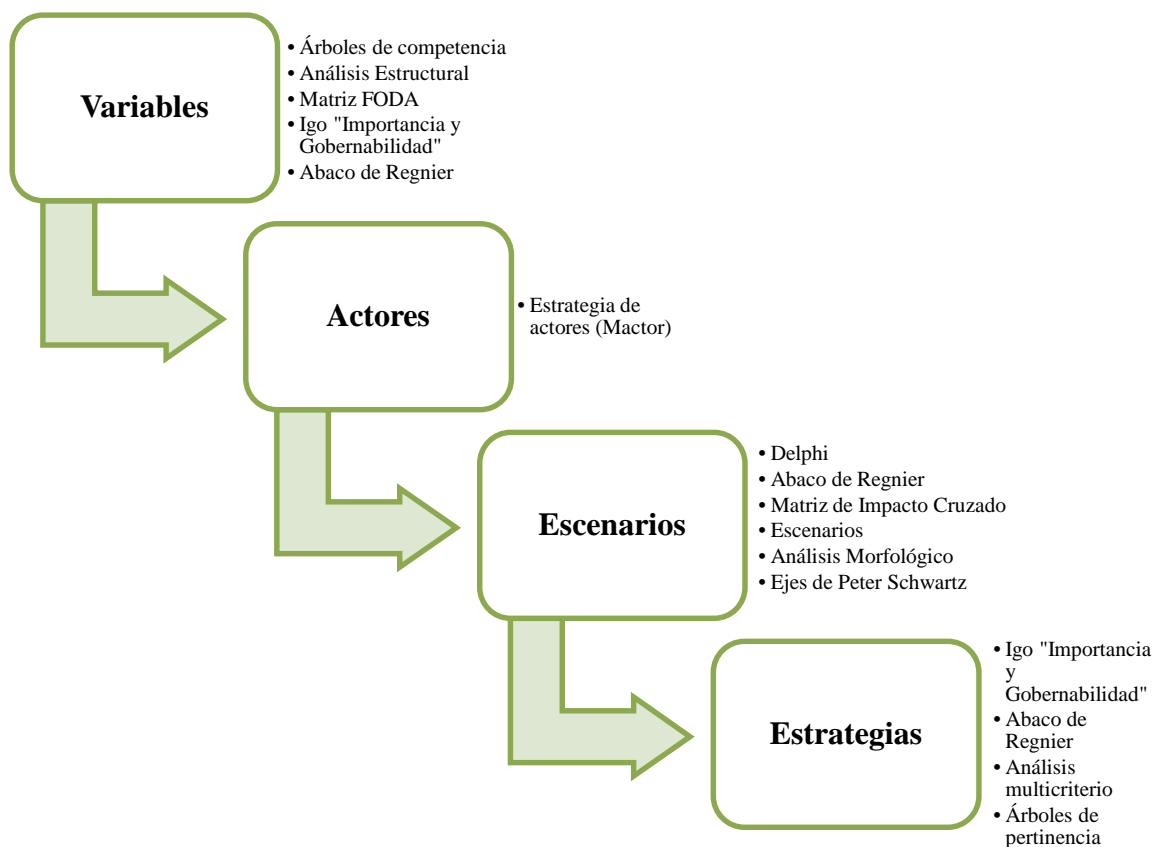 Variables
• Árboles de competencia
• Análisis Estructural
• Matriz FODA
• Igo "Importancia y
Gobernabilidad"
• Abaco de Regnier
Actores
• Estrategia de
actores (Mactor)
Escenarios
• Delphi
• Abaco de Regnier
• Matriz de Impacto Cruzado
• Escenarios
• Análisis Morfológico
• Ejes de Peter Schwartz
Estrategias
• Igo "Importancia
y
Gobernabilidad"
• Abaco de
Regnier
• Análisis
multicriterio
• Árboles de
pertinencia